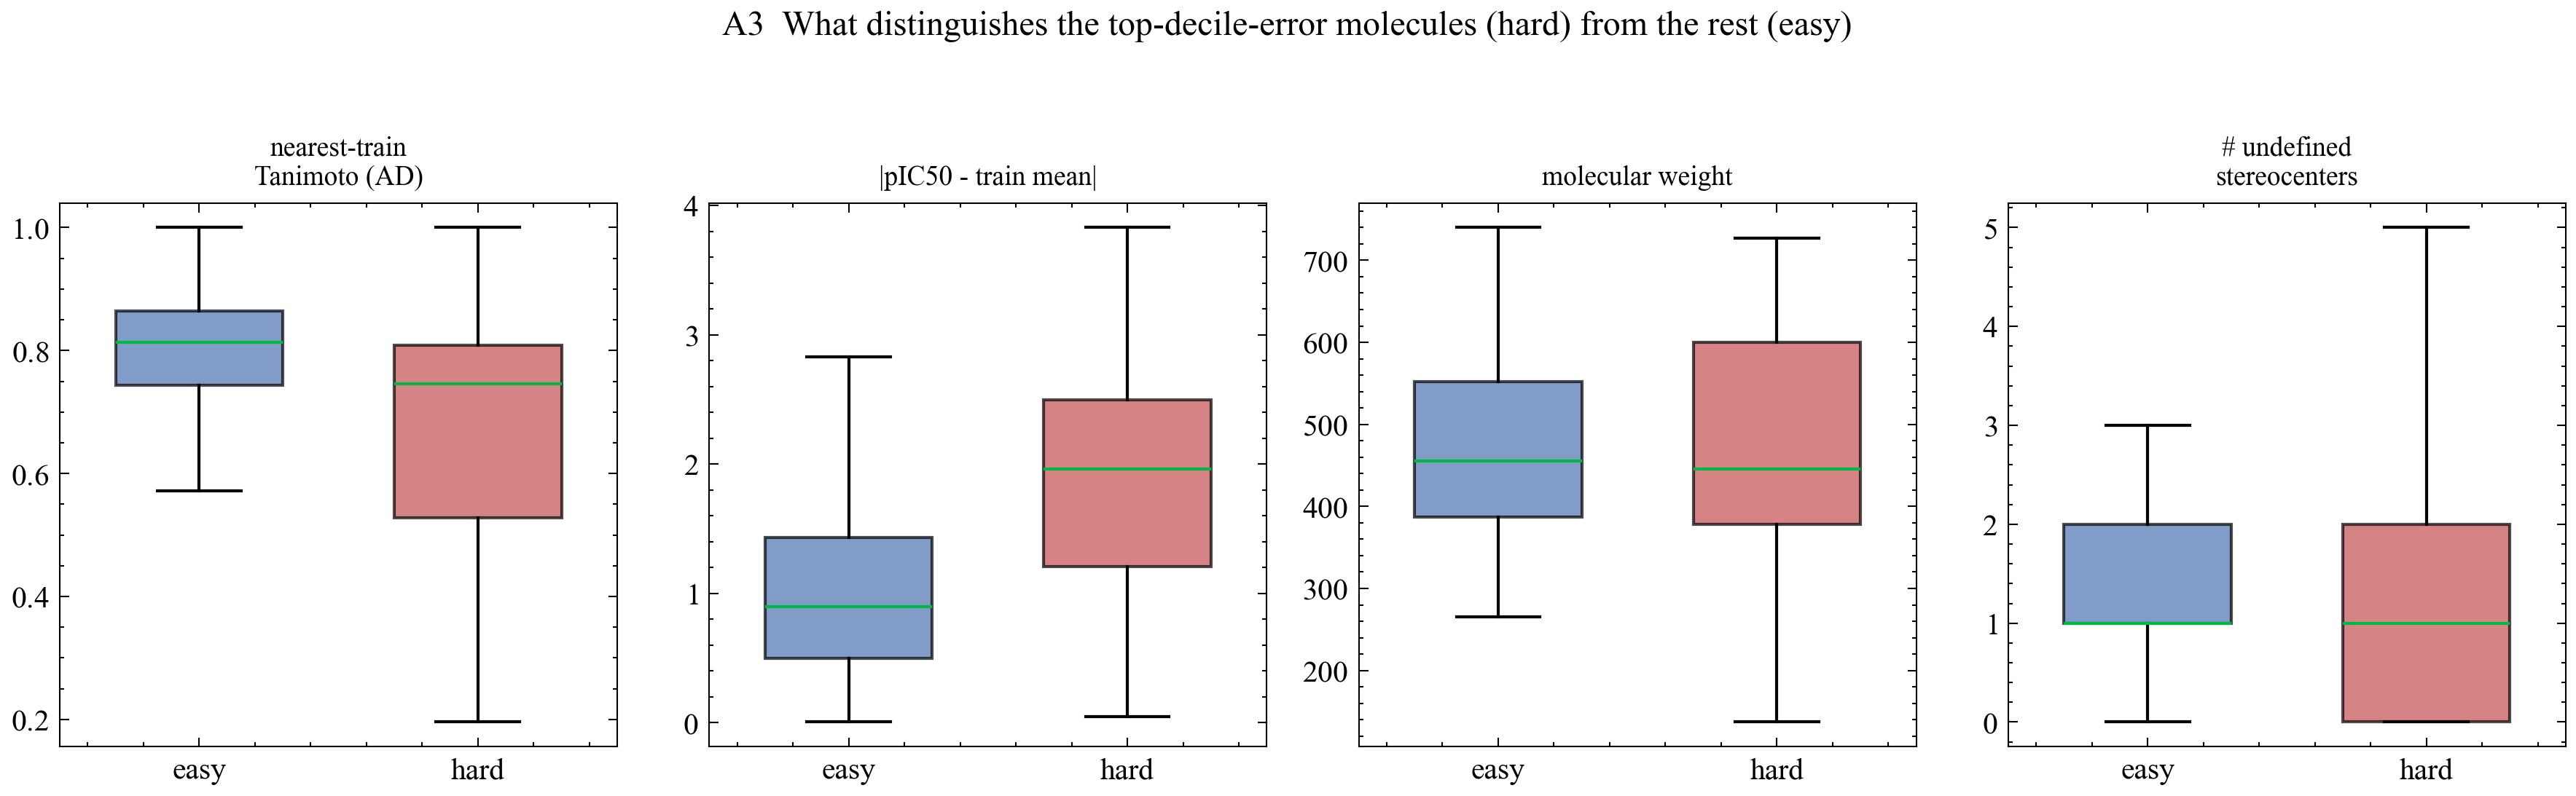 A3  What distinguishes the top-decile-error molecules (hard) from the rest (easy)
nearest-train
Tanimoto (AD)
1.0
0.8
0.6
0.4
0.2
easy
hard
|pIC50 - train mean|
4
3
2
1
0
easy
hard
molecular weight
700
600
500
400
300
200
easy
hard
# undefined
stereocenters
5
4
3
2
1
0
easy
hard